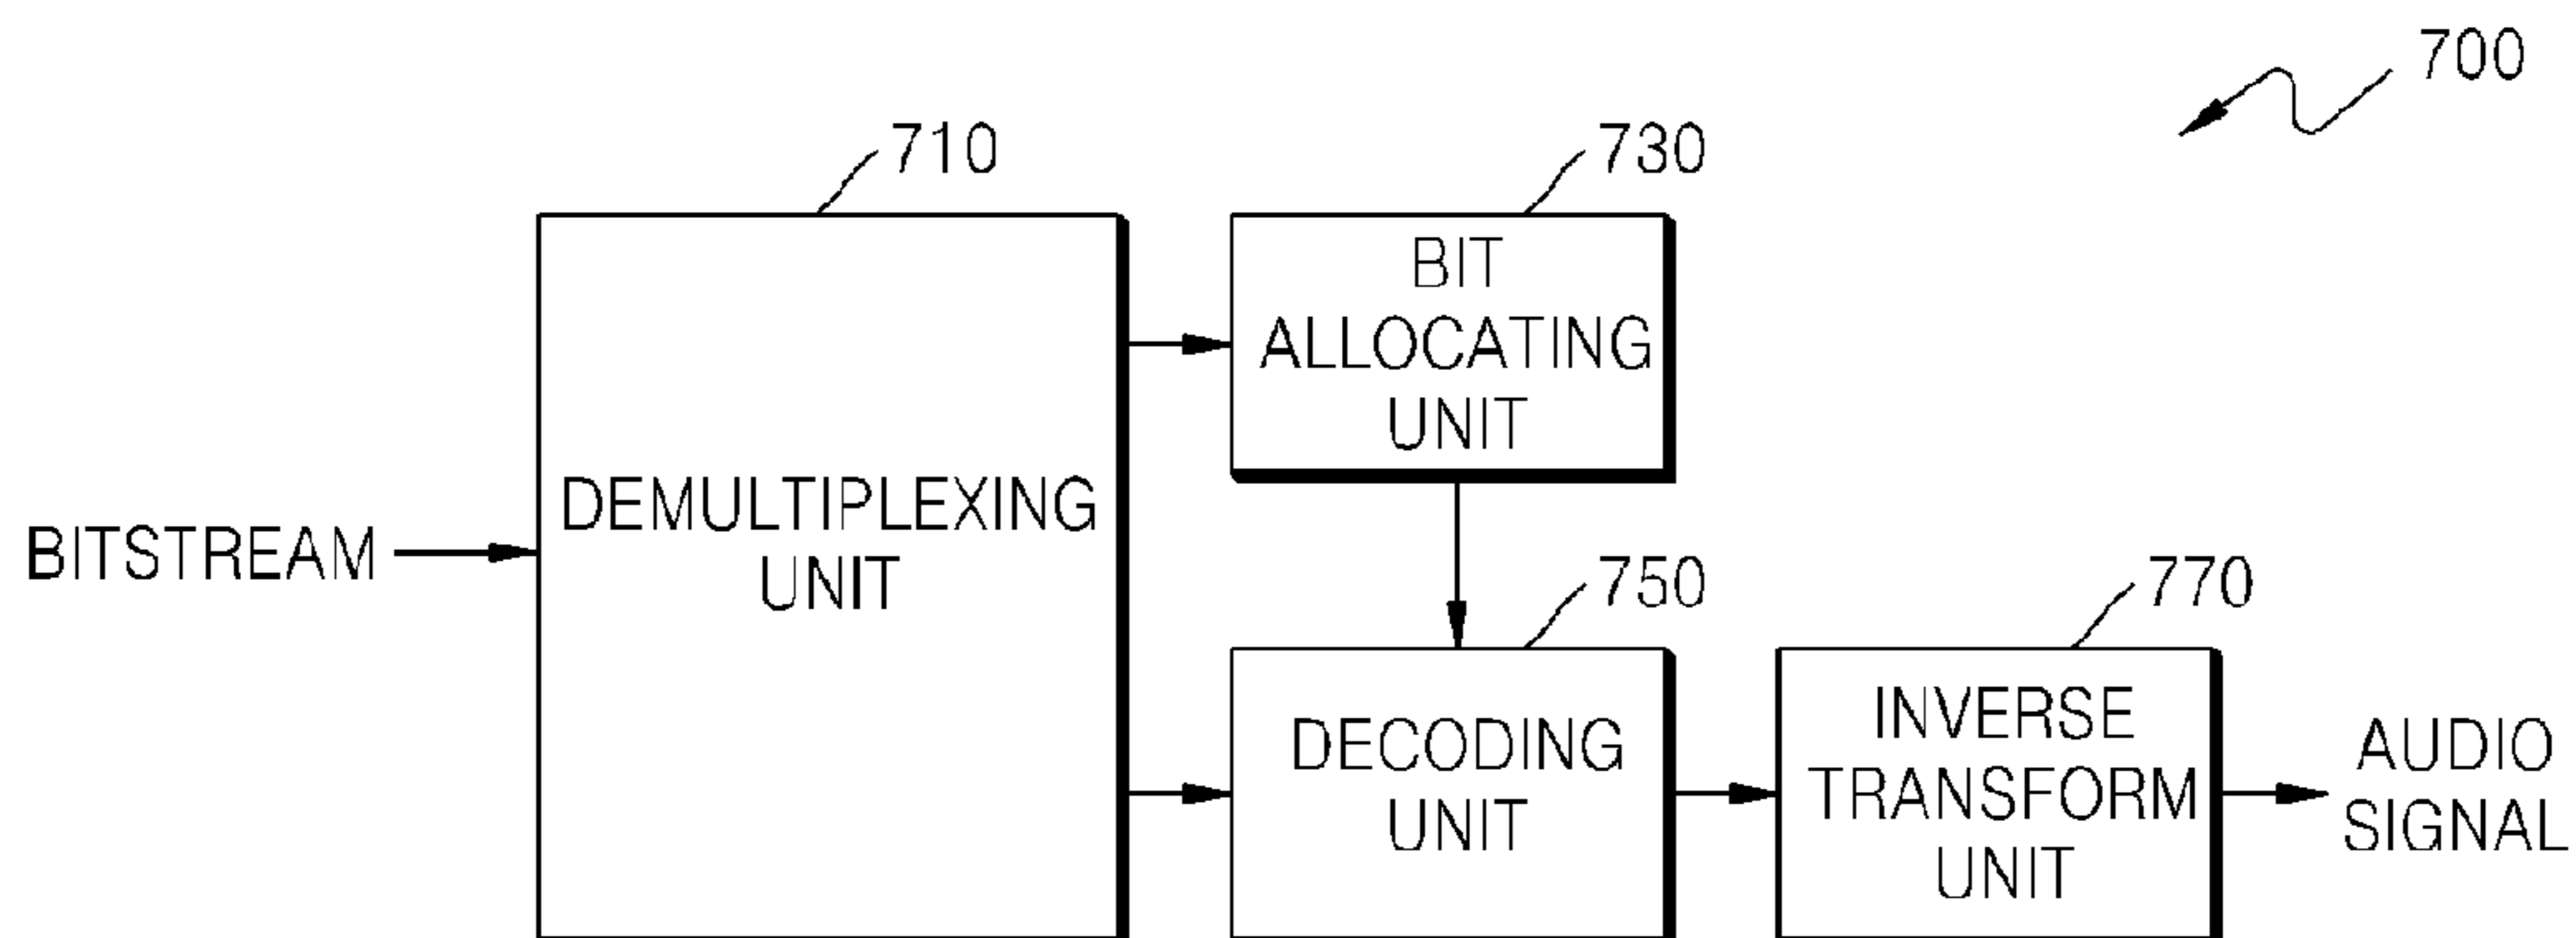 700
710
730
BIT
ALLOCATING
UNIT
DEMULTIPLEXING
UNIT
BITSTREAM
750
770
DECODING
UNIT
INVERSE
TRANSFORM
UNIT
AUDIO
SIGNAL